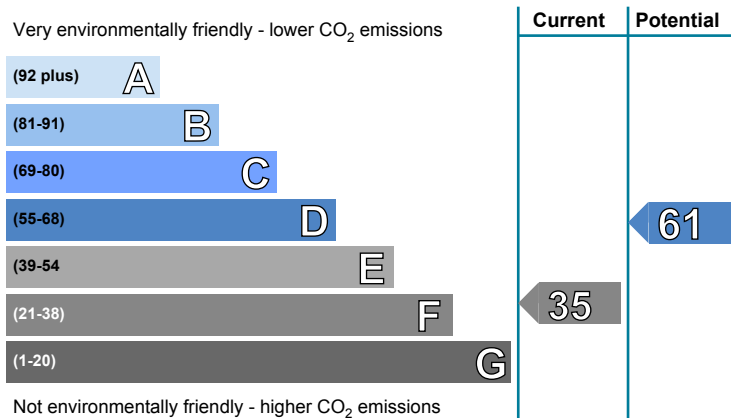 Very environmentally friendly - lower CO2 emissions
Current
Potential
(92 plus) A
(81-91) B
(69-80) C
(55-68) D
61
(39-54 E
(21-38) F
35
(1-20) G
Not environmentally friendly - higher CO2 emissions